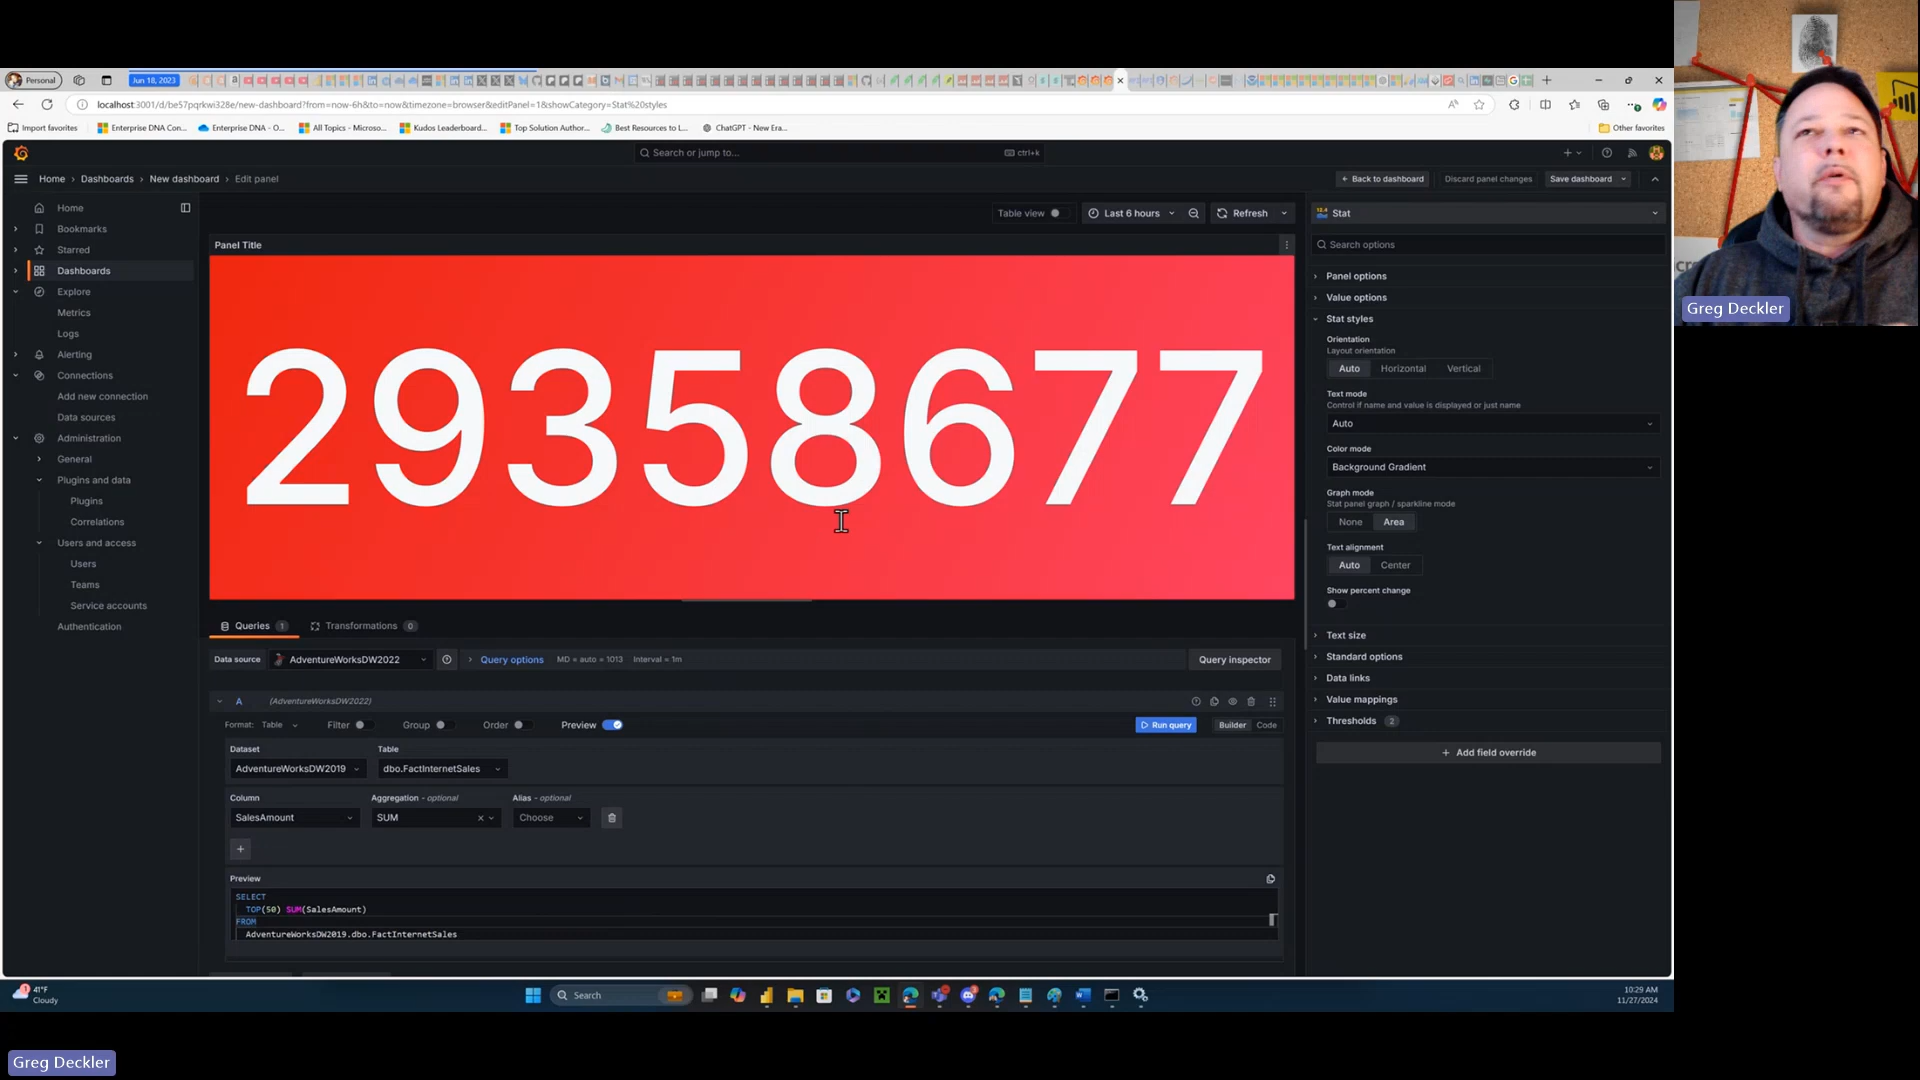 Personal
Jun 18, 2023
localhost:3001/d/be57pqrkwi328e/new-dashboard?from=now-6h&to=now&timezone=browser&editPanel=1&showCategory=Stat%20styles
Import favorites
Enterprise DNA Con...
Enterprise DNA - O...
All Topics - Microso...
Kudos Leaderboard...
Top Solution Author...
Best Resources to L...
ChatGPT - New Era...
Other favorites
Search or jump to...
ctrl+k
Home › Dashboards › New dashboard › Edit panel
Back to dashboard
Discard panel changes
Save dashboard
Home
Bookmarks
Starred
Dashboards
Explore
Metrics
Logs
Alerting
Connections
Add new connection
Data sources
Administration
General
Plugins and data
Plugins
Correlations
Users and access
Users
Teams
Service accounts
Authentication
Table view
Last 6 hours
Refresh
Panel Title
29358677
Queries 1
Transformations 0
Data source
AdventureWorksDW2022
Query options
MD = auto = 1013
Interval = 1m
Query inspector
A
(AdventureWorksDW2022)
Format: Table
Filter
Group
Order
Preview
Run query
Builder
Code
Dataset
Table
AdventureWorksDW2019
dbo.FactInternetSales
Column
Aggregation - optional
Alias - optional
SalesAmount
SUM
Choose
Preview
SELECT
TOP(50) SUM(SalesAmount)
FROM
AdventureWorksDW2019.dbo.FactInternetSales
Stat
Search options
Panel options
Value options
Stat styles
Orientation
Layout orientation
Auto
Horizontal
Vertical
Text mode
Control if name and value is displayed or just name
Auto
Color mode
Background Gradient
Graph mode
Stat panel graph / sparkline mode
None
Area
Text alignment
Auto
Center
Show percent change
Text size
Standard options
Data links
Value mappings
Thresholds 2
Add field override
Greg Deckler
41°F
Cloudy
Search
10:29 AM
11/27/2024
Greg Deckler